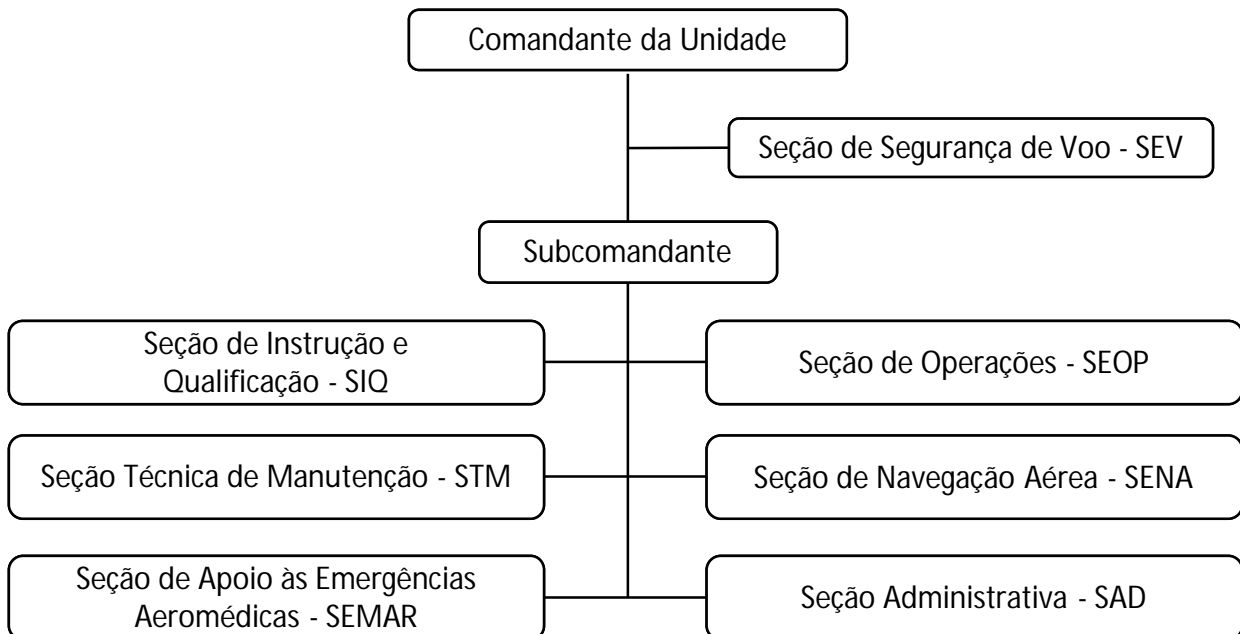 Comandante da Unidade
Seção de Segurança de Voo - SEV
Subcomandante
Seção de Instrução e
Qualificação - SIQ
Seção de Operações - SEOP
Seção Técnica de Manutenção - STM
Seção de Navegação Aérea - SENA
Seção de Apoio às Emergências
Aeromédicas - SEMAR
Seção Administrativa - SAD